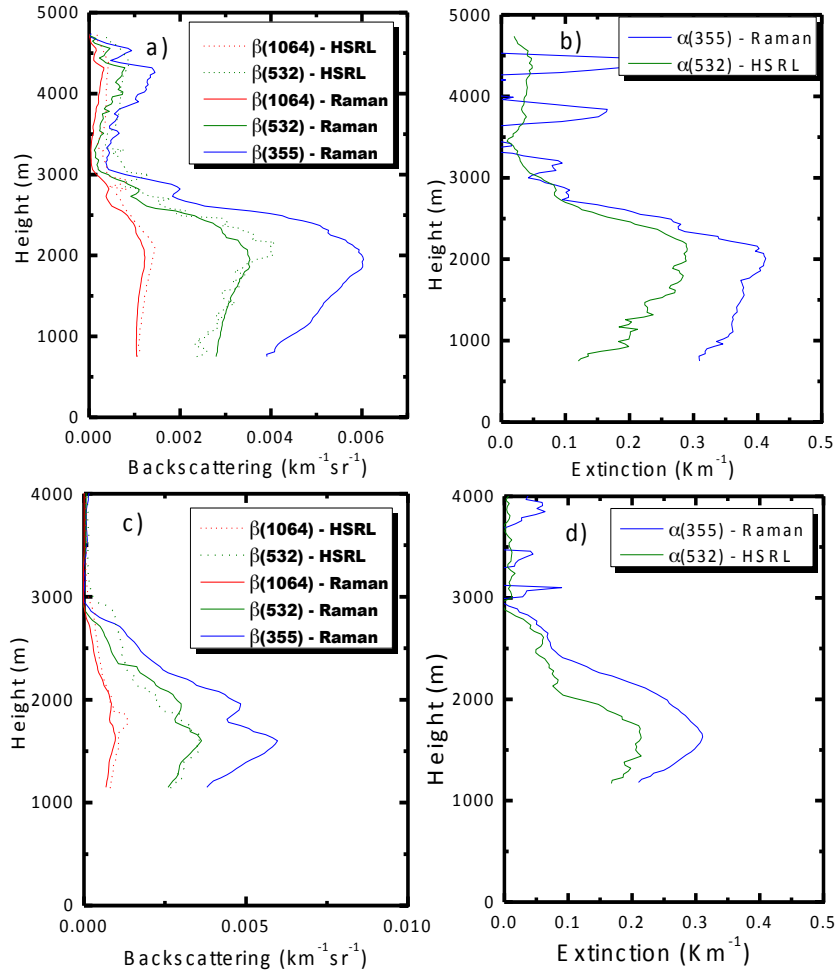 a)
β(1064) - HSRL
β(532) - HSRL
β(1064) - Raman
β(532) - Raman
β(355) - Raman
5000
4000
3000
2000
1000
0
Height (m)
0.000
0.002
0.004
0.006
Backscattering (km⁻¹sr⁻¹)
b)
α(355) - Raman
α(532) - HSRL
5000
4000
3000
2000
1000
0
Height (m)
0.0
0.1
0.2
0.3
0.4
0.5
Extinction (Km⁻¹)
c)
β(1064) - HSRL
β(532) - HSRL
β(1064) - Raman
β(532) - Raman
β(355) - Raman
4000
3000
2000
1000
0
Height (m)
0.000
0.005
0.010
Backscattering (km⁻¹sr⁻¹)
d)
α(355) - Raman
α(532) - HSRL
4000
3000
2000
1000
0
Height (m)
0.0
0.1
0.2
0.3
0.4
0.5
Extinction (Km⁻¹)